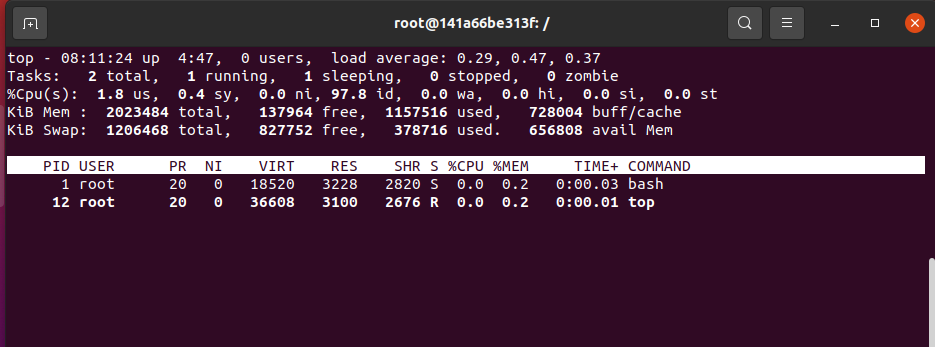 root@141a66be313f: /
top - 08:11:24 up  4:47,  0 users,  load average: 0.29, 0.47, 0.37
Tasks:   2 total,   1 running,   1 sleeping,   0 stopped,   0 zombie
%Cpu(s):  1.8 us,  0.4 sy,  0.0 ni, 97.8 id,  0.0 wa,  0.0 hi,  0.0 si,  0.0 st
KiB Mem :  2023484 total,   137964 free,  1157516 used,   728004 buff/cache
KiB Swap:  1206468 total,   827752 free,   378716 used.   656808 avail Mem
    PID USER      PR  NI    VIRT    RES    SHR S %CPU %MEM     TIME+ COMMAND
      1 root      20   0   18520   3228   2820 S  0.0  0.2   0:00.03 bash
     12 root      20   0   36608   3100   2676 R  0.0  0.2   0:00.01 top